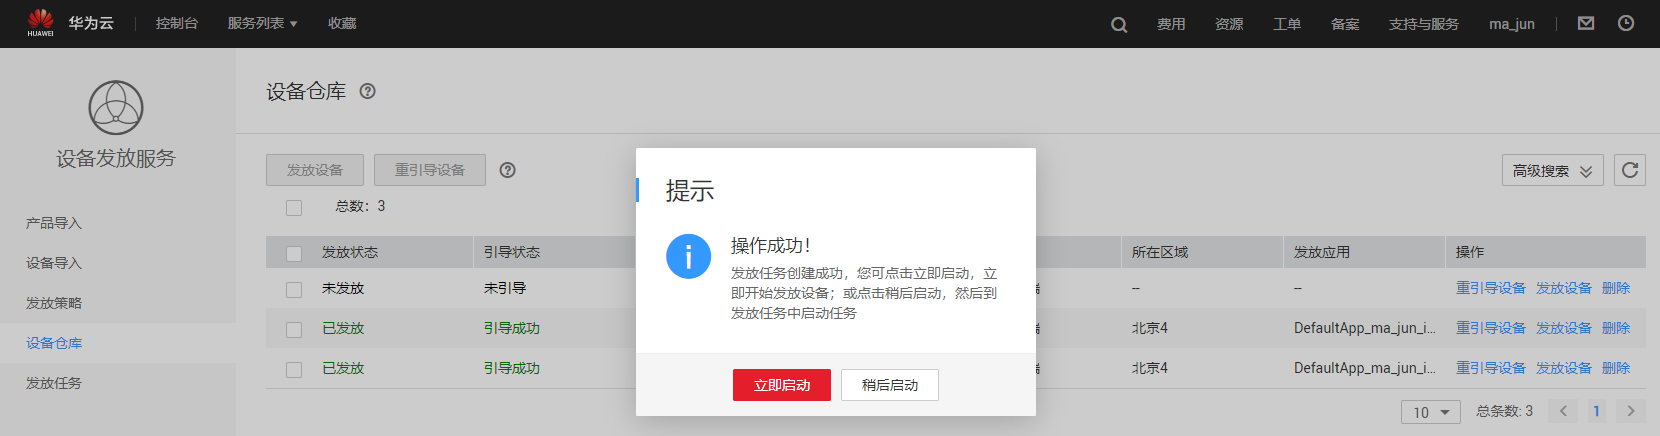 HUAWEI
华为云
控制台
服务列表
收藏
费用
资源
工单
备案
支持与服务
ma_jun
设备发放服务
产品导入
设备导入
发放策略
设备仓库
发放任务
设备仓库
发放设备
重引导设备
高级搜索
总数：3
发放状态 引导状态 所在区域 发放应用 操作
未发放 未引导 -- -- 重引导设备 发放设备 删除
已发放 引导成功 北京4 DefaultApp_ma_jun_i... 重引导设备 发放设备 删除
已发放 引导成功 北京4 DefaultApp_ma_jun_i... 重引导设备 发放设备 删除
10 总条数: 3 < 1 >
提示
操作成功！
发放任务创建成功，您可点击立即启动，立
即开始发放设备；或点击稍后启动，然后到
发放任务中启动任务
立即启动
稍后启动